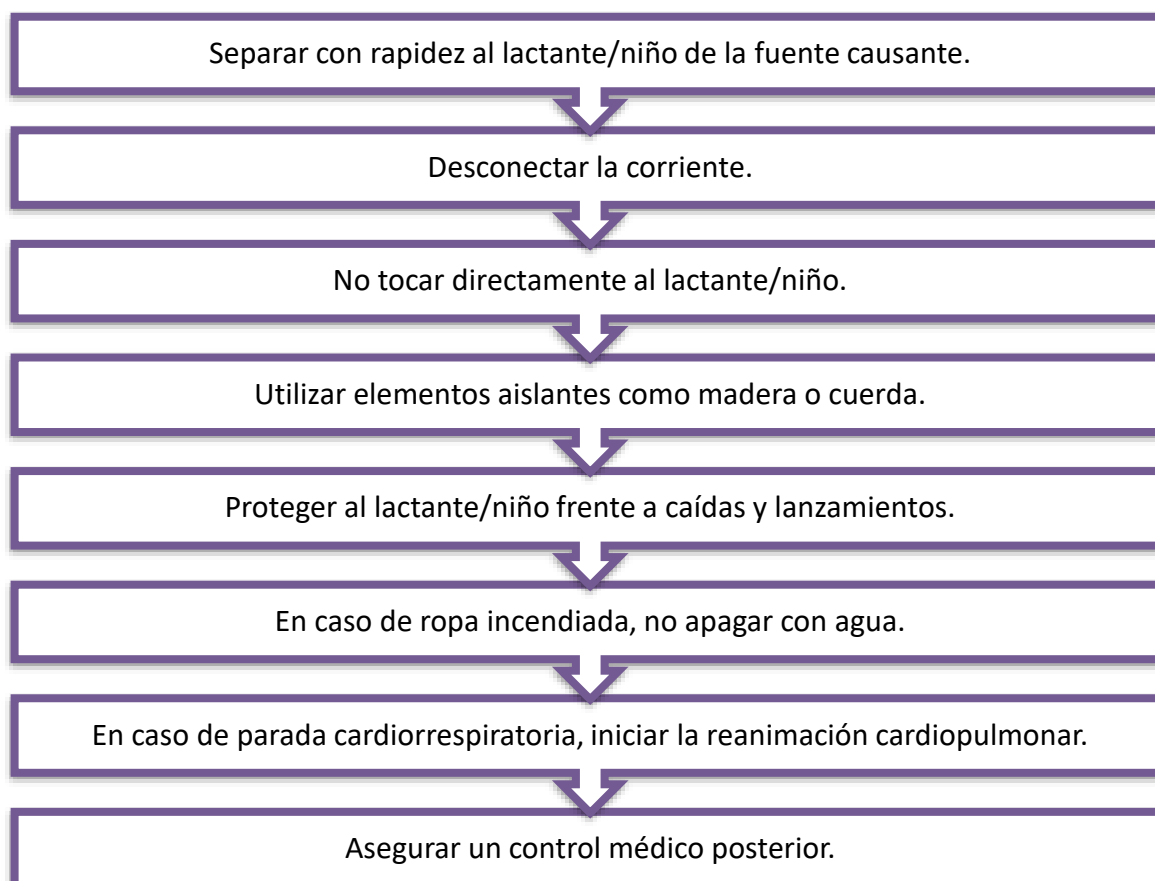 Separar con rapidez al lactante/niño de la fuente causante.
Desconectar la corriente.
No tocar directamente al lactante/niño.
Utilizar elementos aislantes como madera o cuerda.
Proteger al lactante/niño frente a caídas y lanzamientos.
En caso de ropa incendiada, no apagar con agua.
En caso de parada cardiorrespiratoria, iniciar la reanimación cardiopulmonar.
Asegurar un control médico posterior.